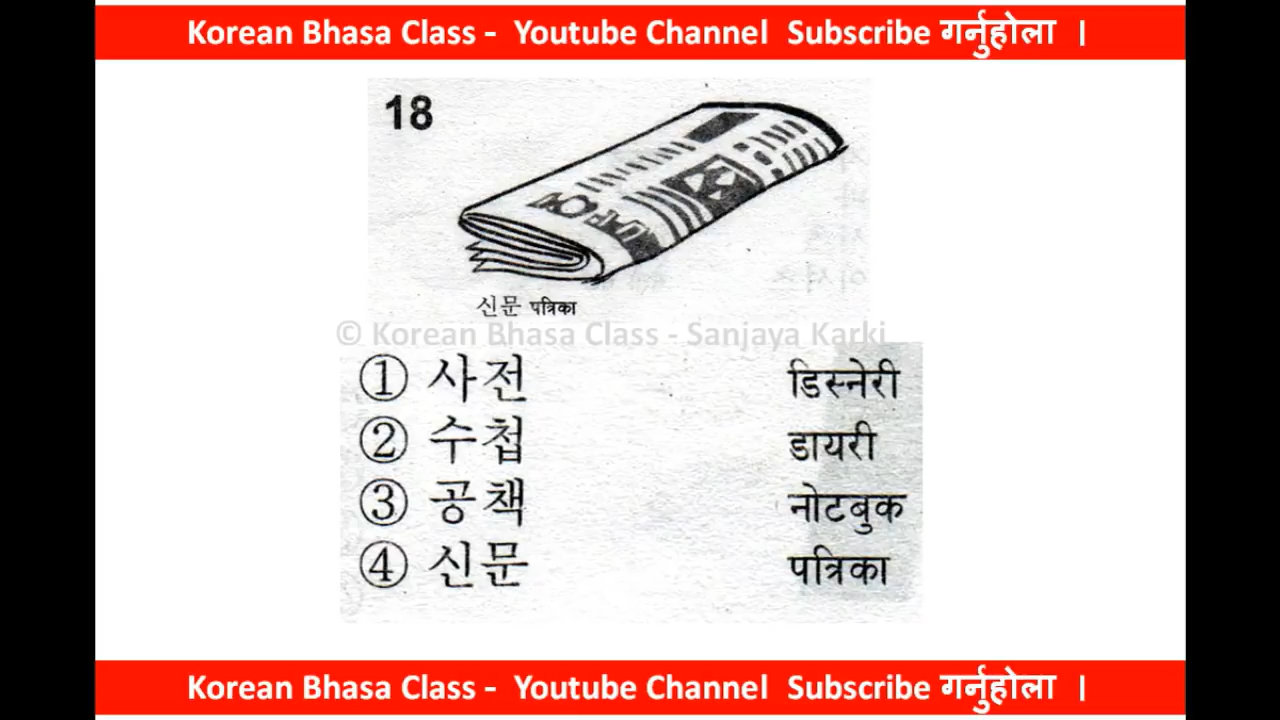 Korean Bhasa Class - Youtube Channel Subscribe गर्नुहोला ।
18
신문 पत्रिका
© Korean Bhasa Class - Sanjaya Karki
① 사전 डिस्नेरी
② 수첩 डायरी
③ 공책 नोटबुक
④ 신문 पत्रिका
Korean Bhasa Class - Youtube Channel Subscribe गर्नुहोला ।